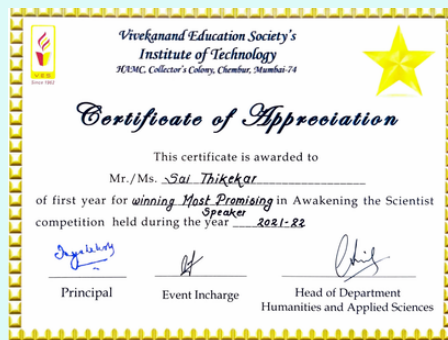 V E S
Since 1962
Vivekanand Education Society's
Institute of Technology
HAMC, Collector's Colony, Chembur, Mumbai-74
Certificate of Appreciation
This certificate is awarded to
Mr./Ms. Sai Thikekar
of first year for winning Most Promising in Awakening the Scientist
Speaker
competition held during the year 2021-22
Principal
Event Incharge
Head of Department
Humanities and Applied Sciences